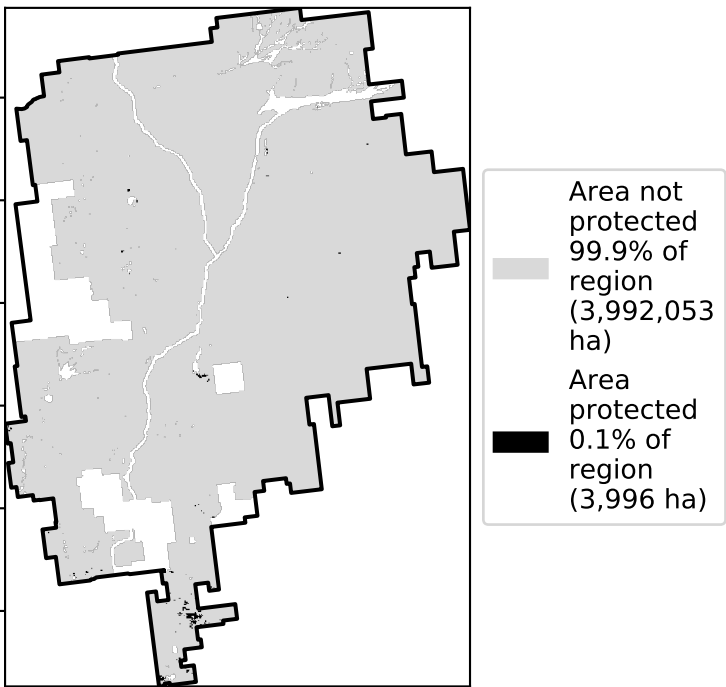 Area not
protected
99.9% of
region
(3,992,053
ha)
Area
protected
0.1% of
region
(3,996 ha)